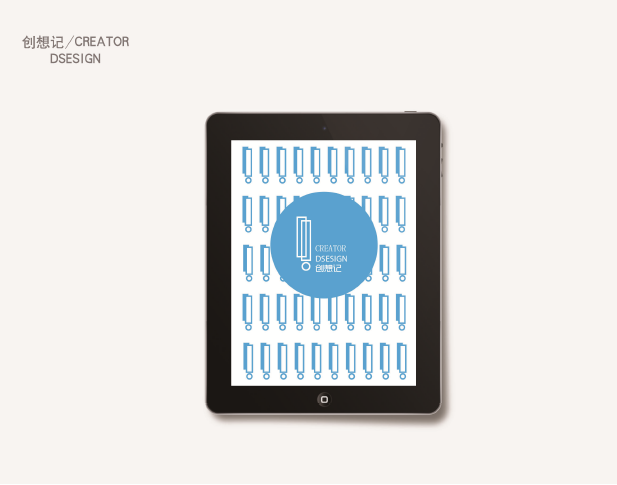 创想记/CREATOR
DSESIGN
CREATOR
DSESIGN
创想记